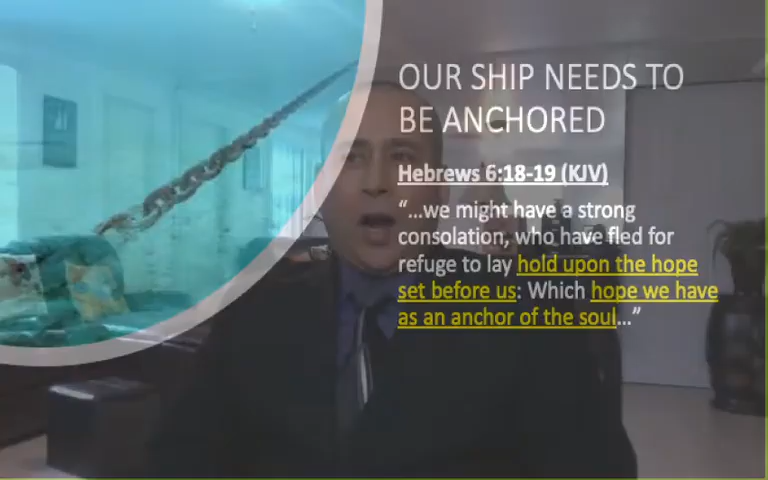 OUR SHIP NEEDS TO
BE ANCHORED
Hebrews 6:18-19 (KJV)
“…we might have a strong
consolation, who have fled for
refuge to lay hold upon the hope
set before us: Which hope we have
as an anchor of the soul…”